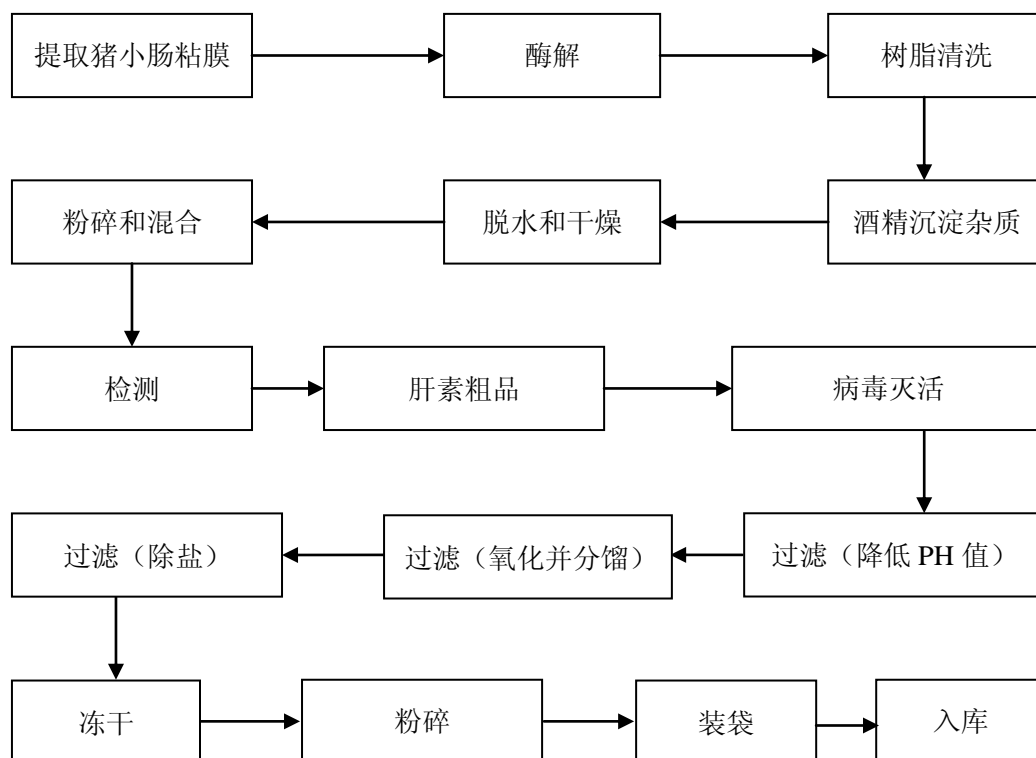 提取猪小肠粘膜
酶解
树脂清洗
酒精沉淀杂质
脱水和干燥
粉碎和混合
检测
肝素粗品
病毒灭活
过滤（降低 PH 值）
过滤（氧化并分馏）
过滤（除盐）
冻干
粉碎
装袋
入库